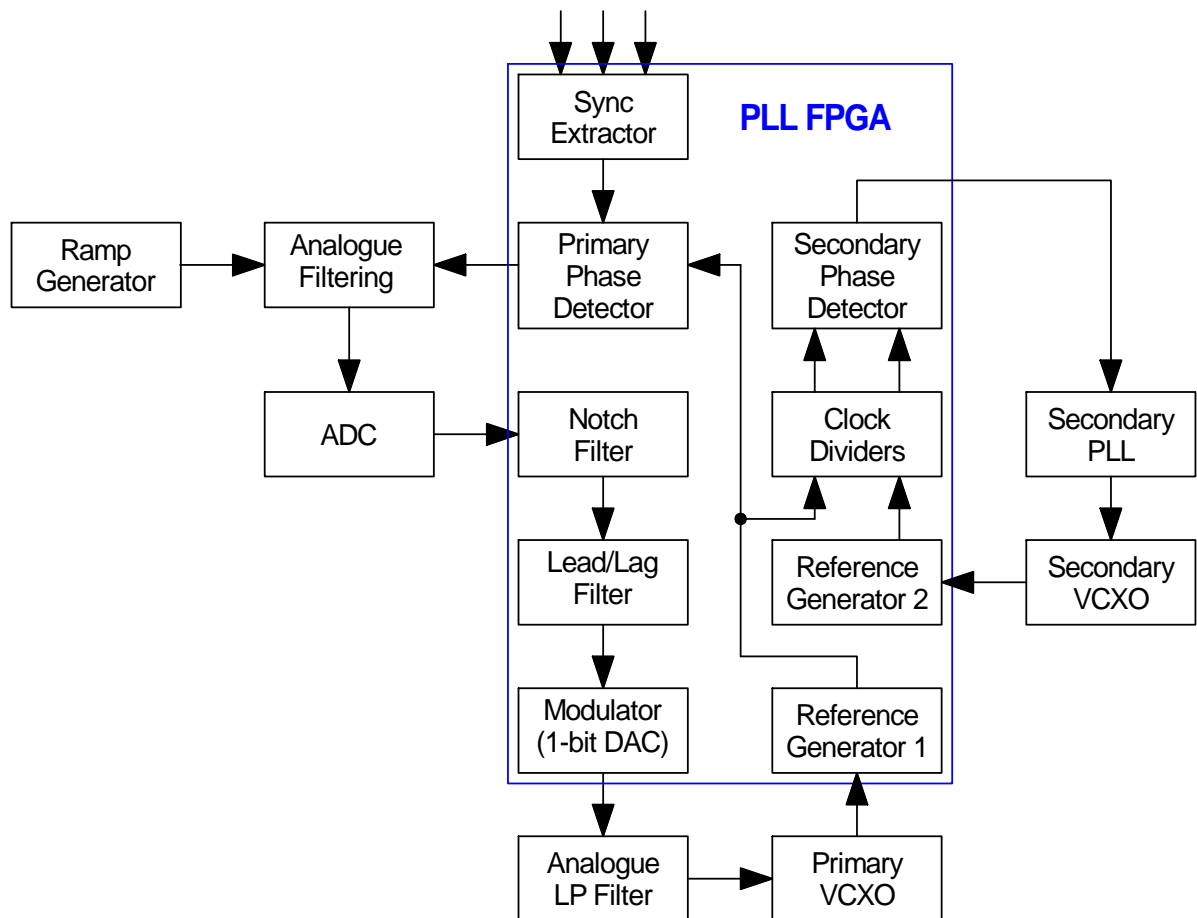 Sync
Extractor
PLL FPGA
Ramp
Generator
Analogue
Filtering
Primary
Phase
Detector
Secondary
Phase
Detector
ADC
Notch
Filter
Clock
Dividers
Secondary
PLL
Lead/Lag
Filter
Reference
Generator 2
Secondary
VCXO
Modulator
(1-bit DAC)
Reference
Generator 1
Analogue
LP Filter
Primary
VCXO